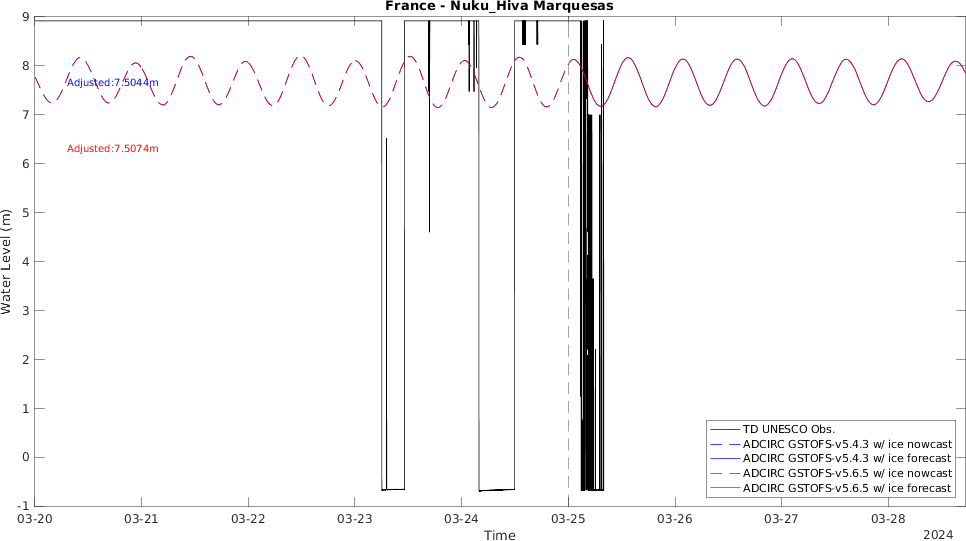 France - Nuku_Hiva Marquesas
9
8
7
6
5
4
3
2
1
0
-1
Water Level (m)
Adjusted:7.5044m
Adjusted:7.5074m
TD UNESCO Obs.
ADCIRC GSTOFS-v5.4.3 w/ ice nowcast
ADCIRC GSTOFS-v5.4.3 w/ ice forecast
ADCIRC GSTOFS-v5.6.5 w/ ice nowcast
ADCIRC GSTOFS-v5.6.5 w/ ice forecast
03-20 03-21 03-22 03-23 03-24 03-25 03-26 03-27 03-28
Time
2024